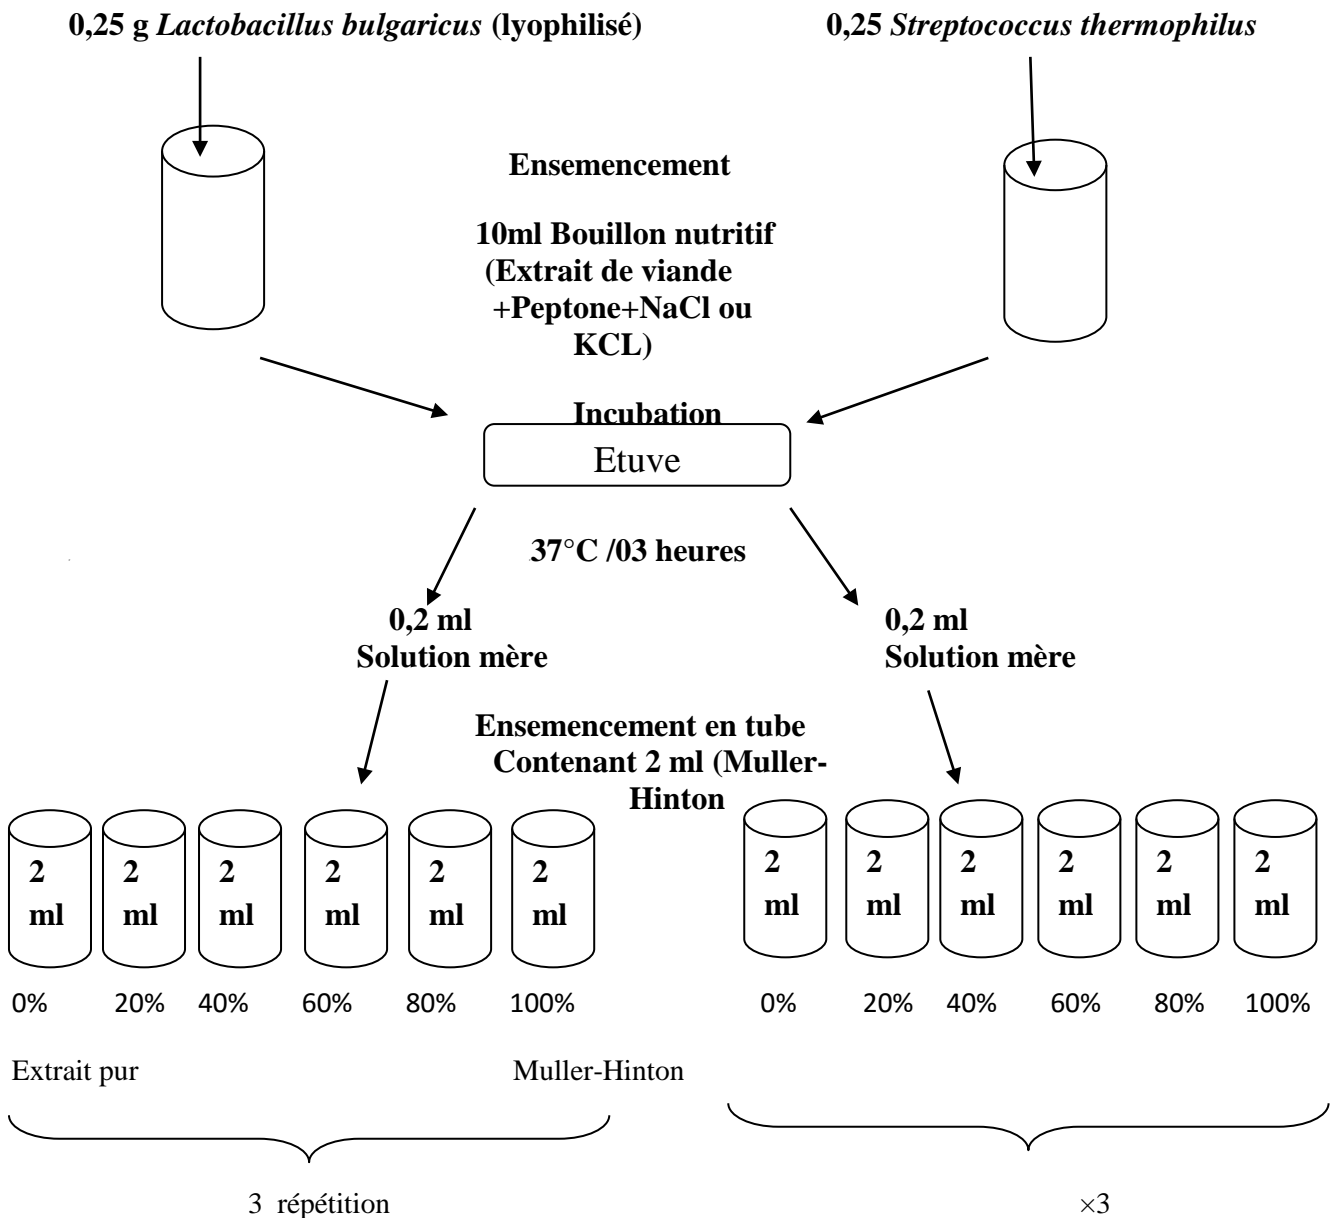 0,25 g Lactobacillus bulgaricus (lyophilisé)
0,25 Streptococcus thermophilus
Ensemencement
10ml Bouillon nutritif
(Extrait de viande
+Peptone+NaCl ou
KCL)
Incubation
Etuve
37°C /03 heures
0,2 ml
Solution mère
0,2 ml
Solution mère
Ensemencement en tube
Contenant 2 ml (Muller-
Hinton
2 2 2 2 2 2
ml ml ml ml ml ml
2 2 2 2 2 2
ml ml ml ml ml ml
0% 20% 40% 60% 80% 100%
0% 20% 40% 60% 80% 100%
Extrait pur
Muller-Hinton
3 répétition
×3